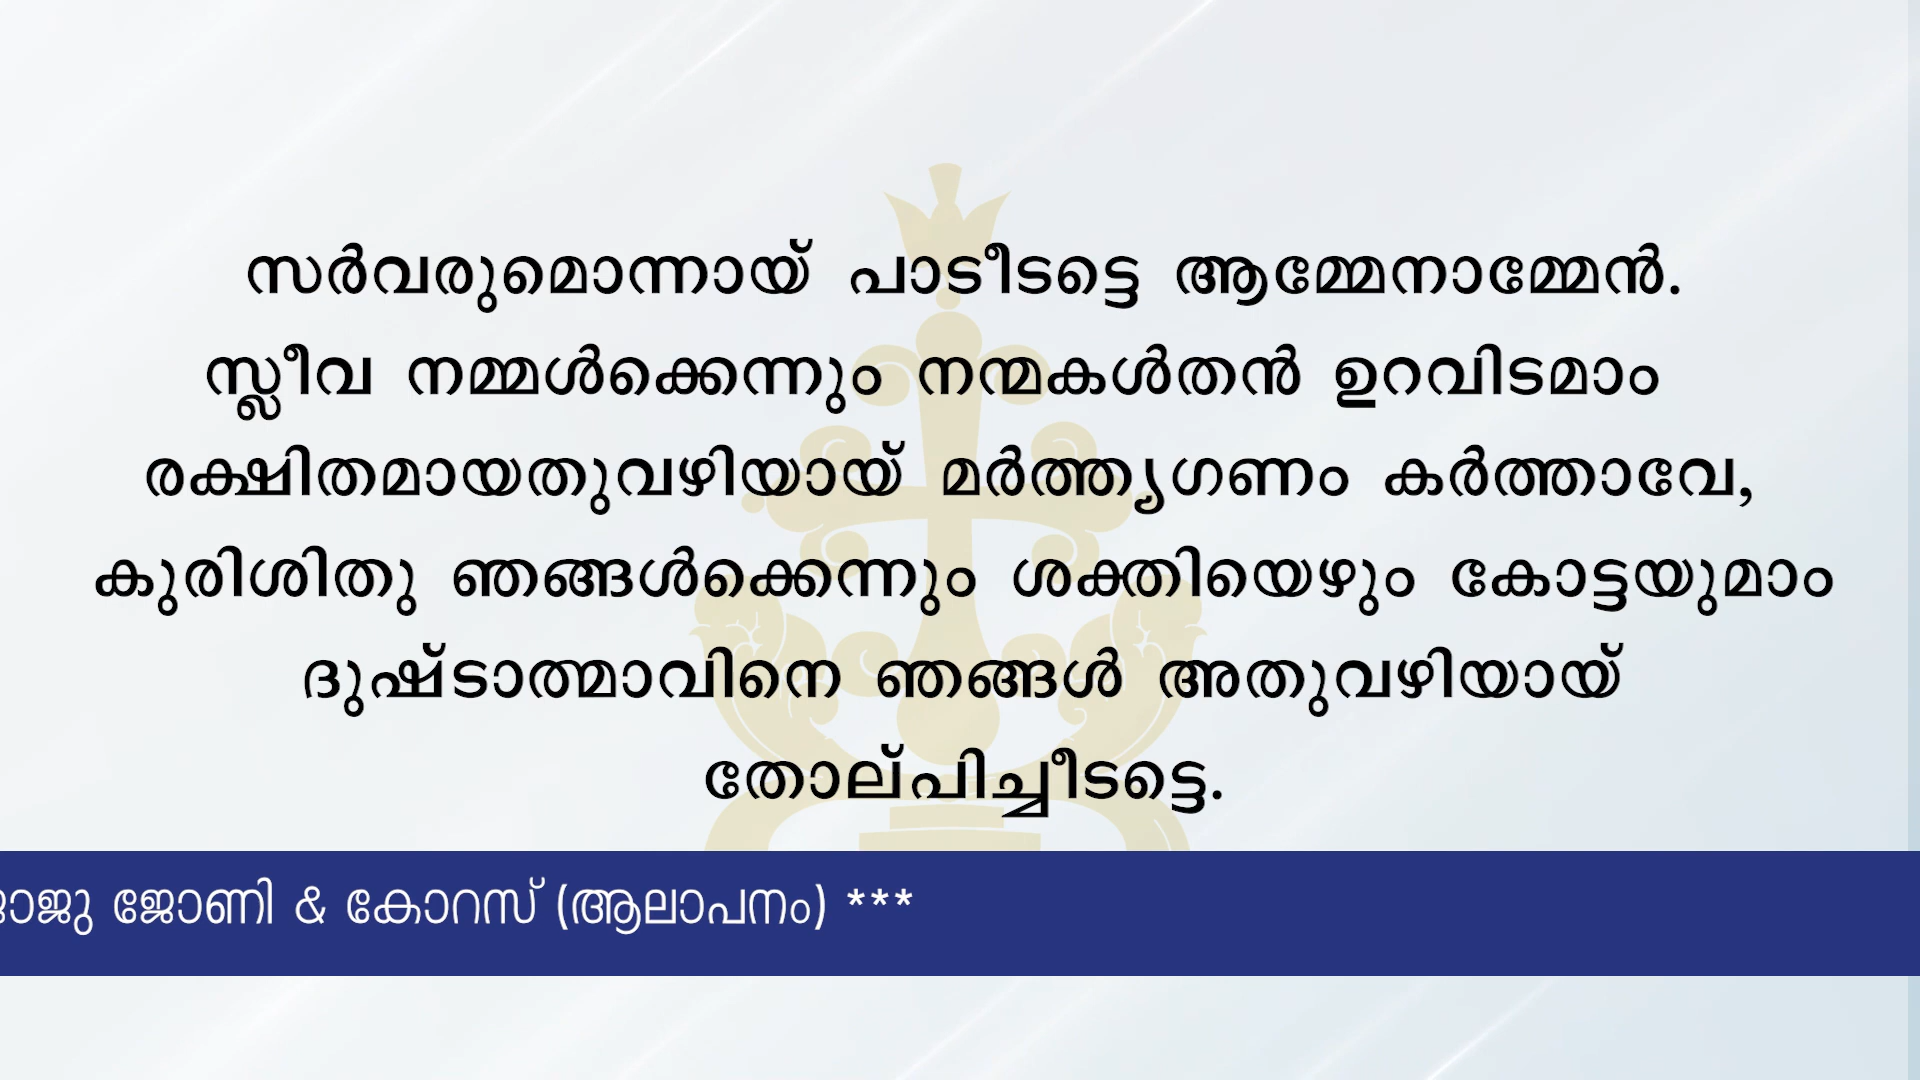 സർവരുമൊന്നായ് പാടീടട്ടെ ആമ്മേനാമ്മേൻ.
സ്ലീവ നമ്മൾക്കെന്നും നന്മകൾതൻ ഉറവിടമാം
രക്ഷിതമായതുവഴിയായ് മർത്ത്യഗണം കർത്താവേ,
കുരിശിതു ഞങ്ങൾക്കെന്നും ശക്തിയെഴും കോട്ടയുമാം
ദുഷ്ടാത്മാവിനെ ഞങ്ങൾ അതുവഴിയായ്
തോല്പിച്ചീടട്ടെ.
ജോണി & കോറസ് (ആലാപനം) ***